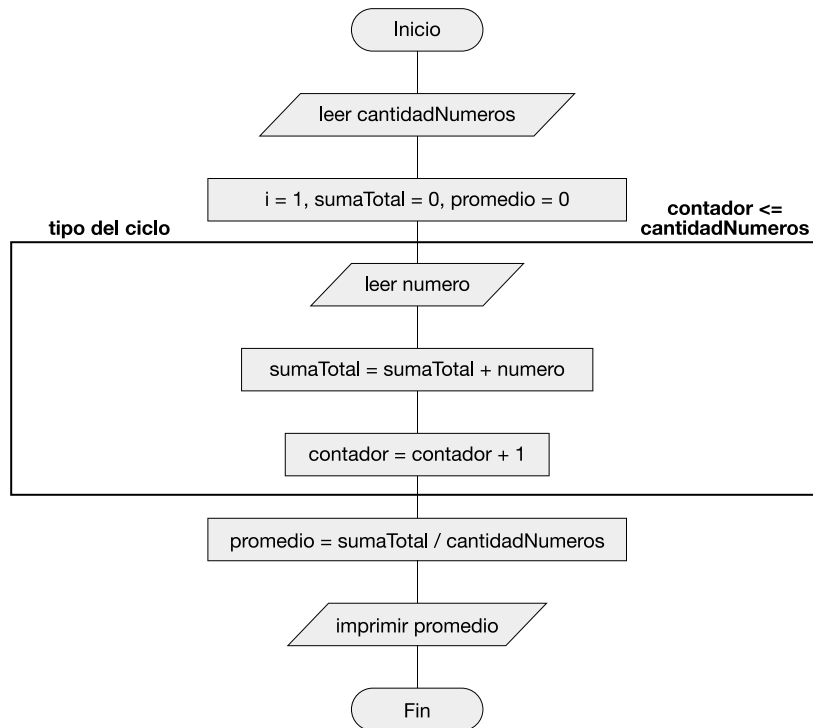 Inicio
leer cantidadNumeros
i = 1, sumaTotal = 0, promedio = 0
tipo del ciclo
contador <=
cantidadNumeros
leer numero
sumaTotal = sumaTotal + numero
contador = contador + 1
promedio = sumaTotal / cantidadNumeros
imprimir promedio
Fin